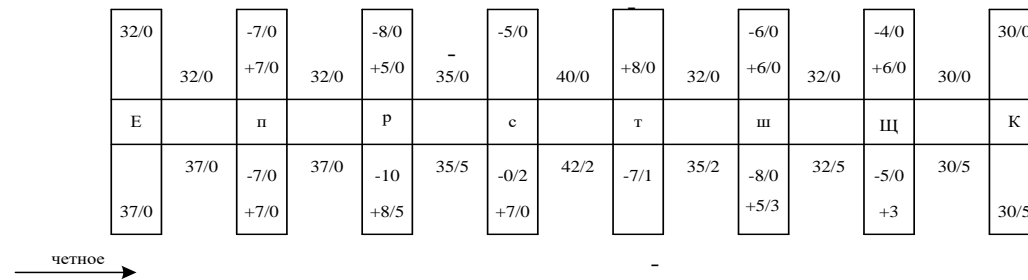 32/0 -7/0 -8/0 -5/0 -6/0 -4/0 30/0
+7/0 +5/0 +8/0 +6/0 +6/0
32/0 32/0 35/0 40/0 32/0 32/0 30/0
Е п р с т ш Щ К
37/0 37/0 35/5 42/2 35/2 32/5 30/5
-7/0 -10 -0/2 -7/1 -8/0 -5/0
37/0 +7/0 +8/5 +7/0 +5/3 +3 30/5
четное